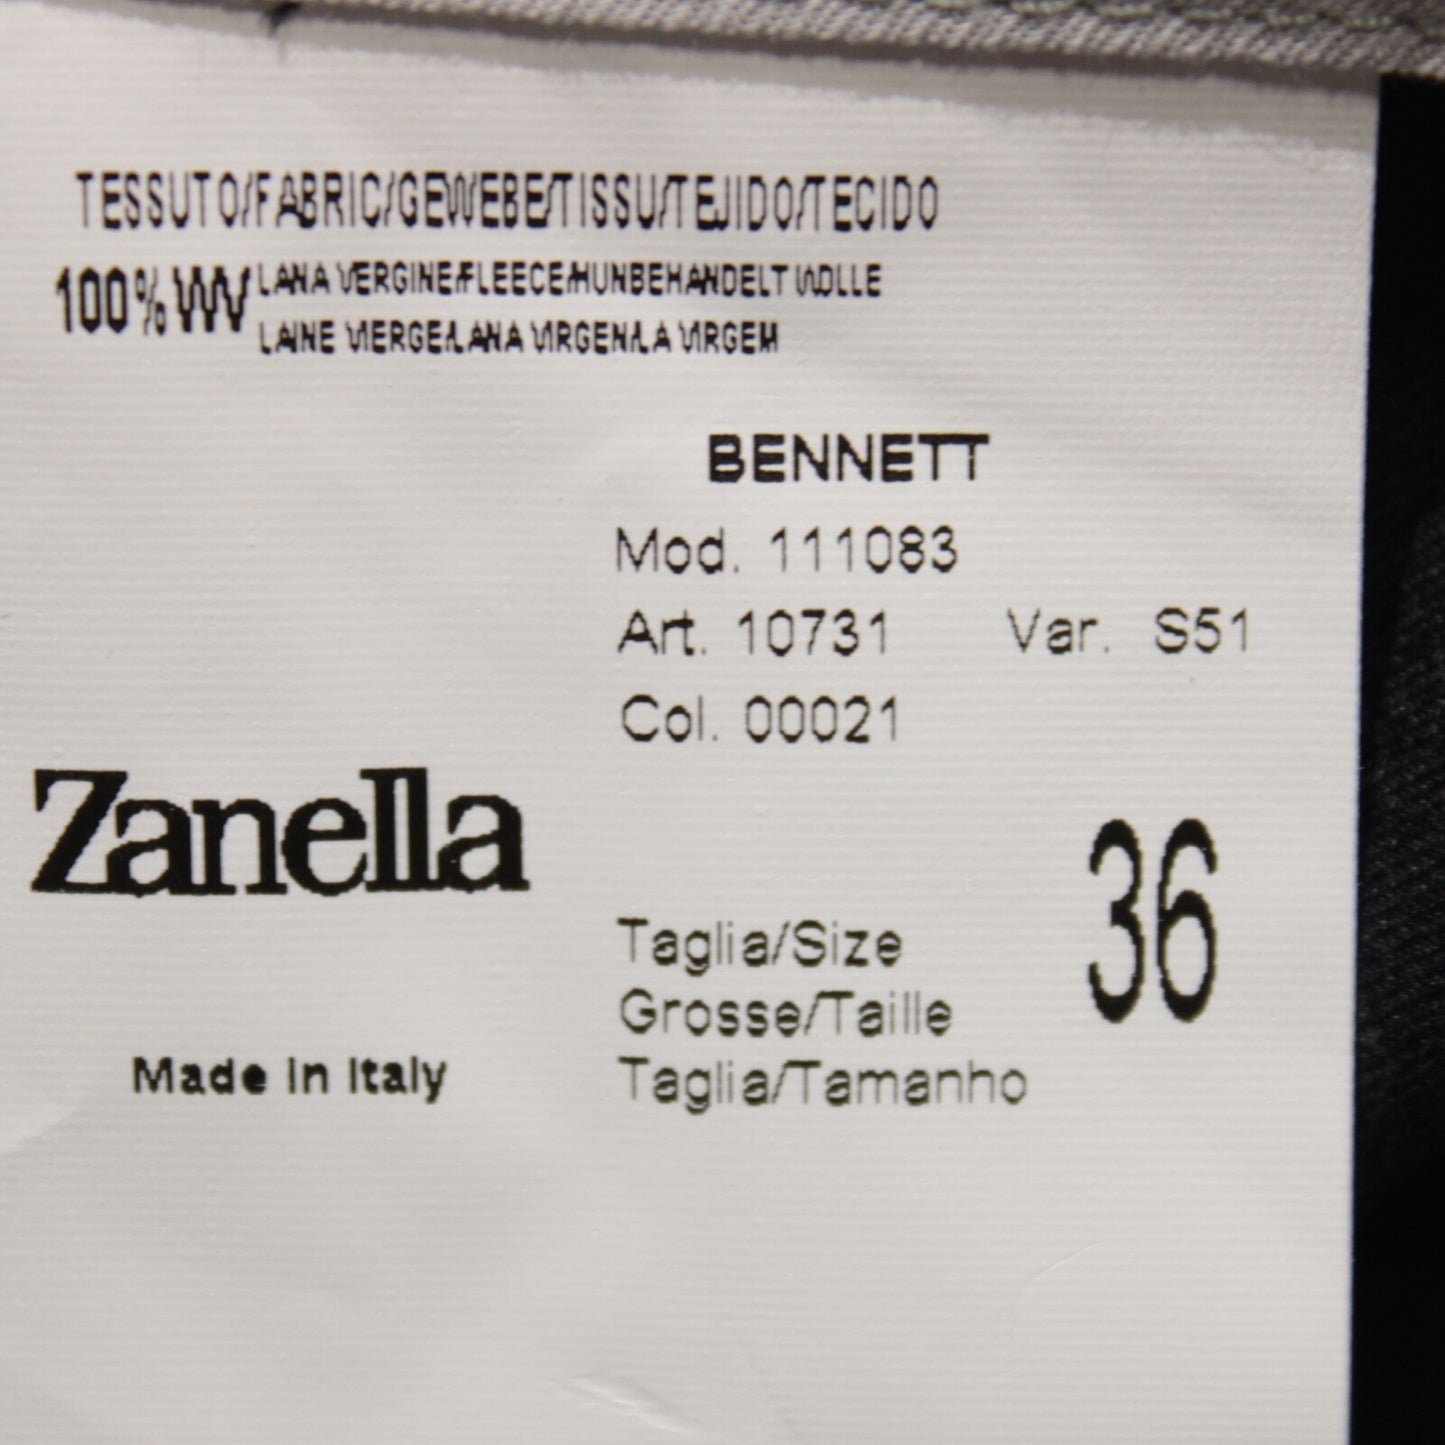 TESSUTO/FABRIC/GEWEBE/TISSU/TEJIDO/TECIDO
100% WV LANA VERGINE/FLEECE/HUNBEHANDELT WOLLE
LAINE VIERGE/LANA VIRGEN/LA VIRGEM
BENNETT
Mod. 111083
Art. 10731 Var. S51
Col. 00021
Zanella
36
Taglia/Size
Grosse/Taille
Taglia/Tamanho
Made in Italy